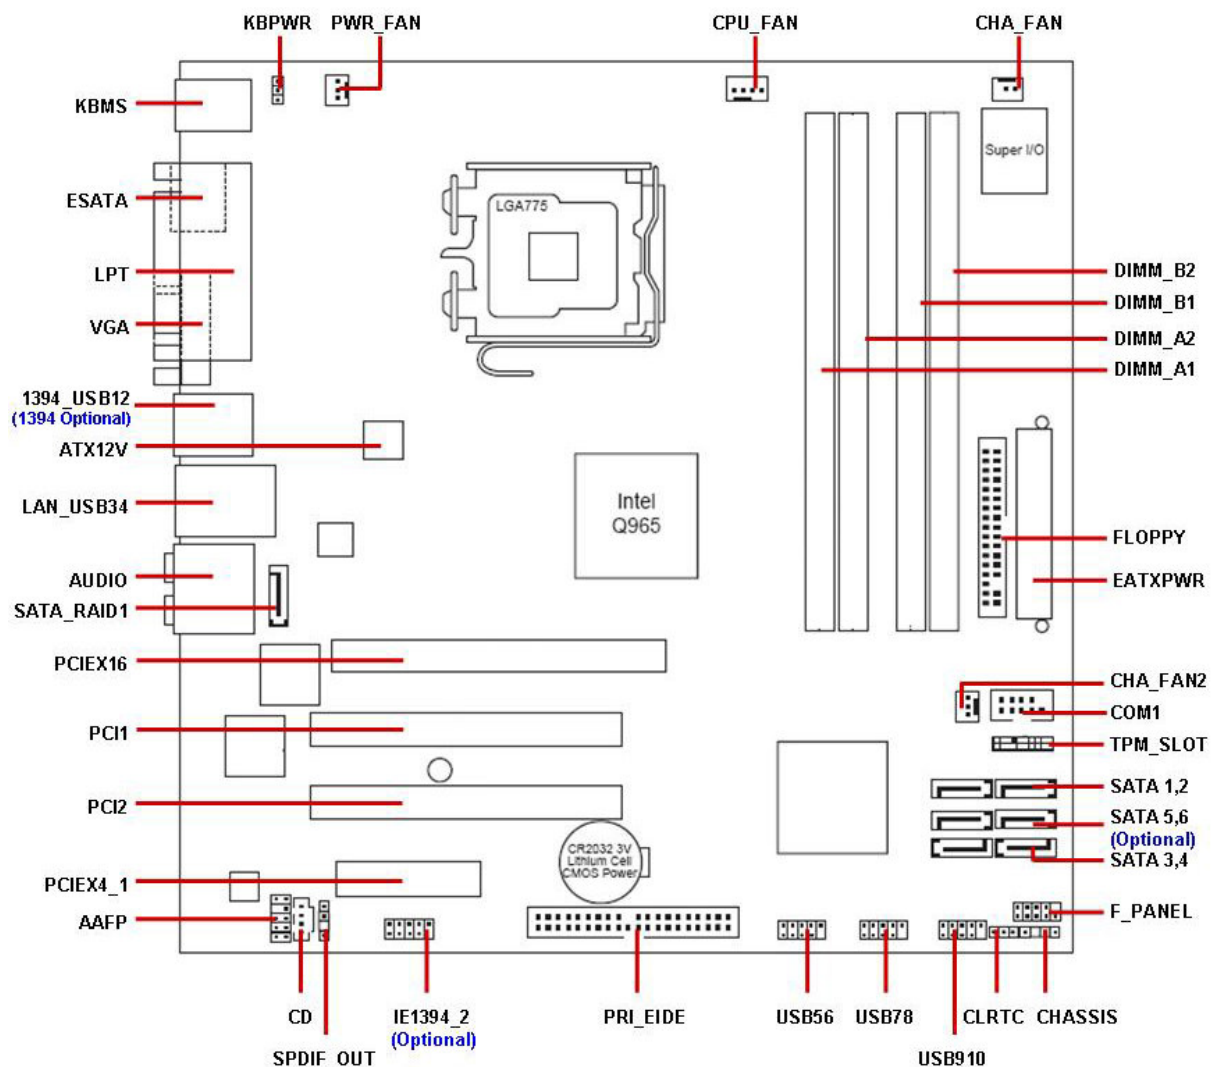 KBPWR PWR_FAN CPU_FAN CHA_FAN
KBMS
Super I/O
ESATA
LGA775
LPT
DIMM_B2
DIMM_B1
VGA
DIMM_A2
DIMM_A1
1394_USB12
(1394 Optional)
ATX12V
LAN_USB34
Intel
Q965
FLOPPY
AUDIO
EATXPWR
SATA_RAID1
PCIEX16
CHA_FAN2
COM1
PCI1
TPM_SLOT
SATA 1,2
PCI2
SATA 5,6
(Optional)
CR2032 3V
Lithium Cell
CMOS Power
SATA 3,4
PCIEX4_1
AAFP
F_PANEL
CD
IE1394_2
(Optional)
PRI_EIDE
USB56
USB78
CLRTC
CHASSIS
SPDIF_OUT
USB910